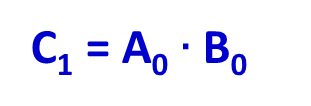 C₁ = A₀ · B₀